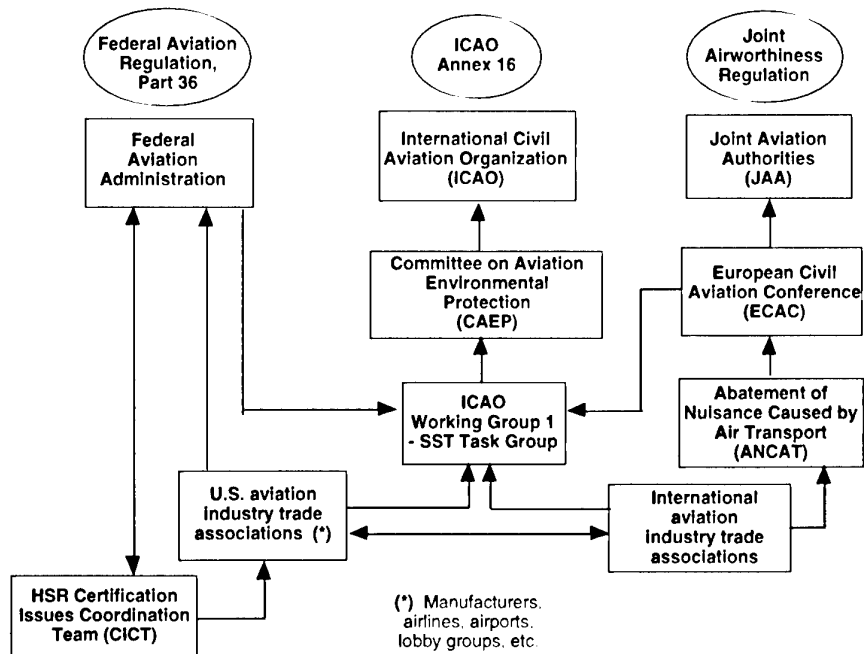 Federal Aviation
Regulation,
Part 36
ICAO
Annex 16
Joint
Airworthiness
Regulation
Federal
Aviation
Administration
International Civil
Aviation Organization
(ICAO)
Joint Aviation
Authorities
(JAA)
Committee on Aviation
Environmental
Protection
(CAEP)
European Civil
Aviation Conference
(ECAC)
ICAO
Working Group 1
- SST Task Group
Abatement of
Nuisance Caused by
Air Transport
(ANCAT)
U.S. aviation
industry trade
associations (*)
International
aviation
industry trade
associations
HSR Certification
Issues Coordination
Team (CICT)
(*) Manufacturers,
airlines, airports,
lobby groups, etc.